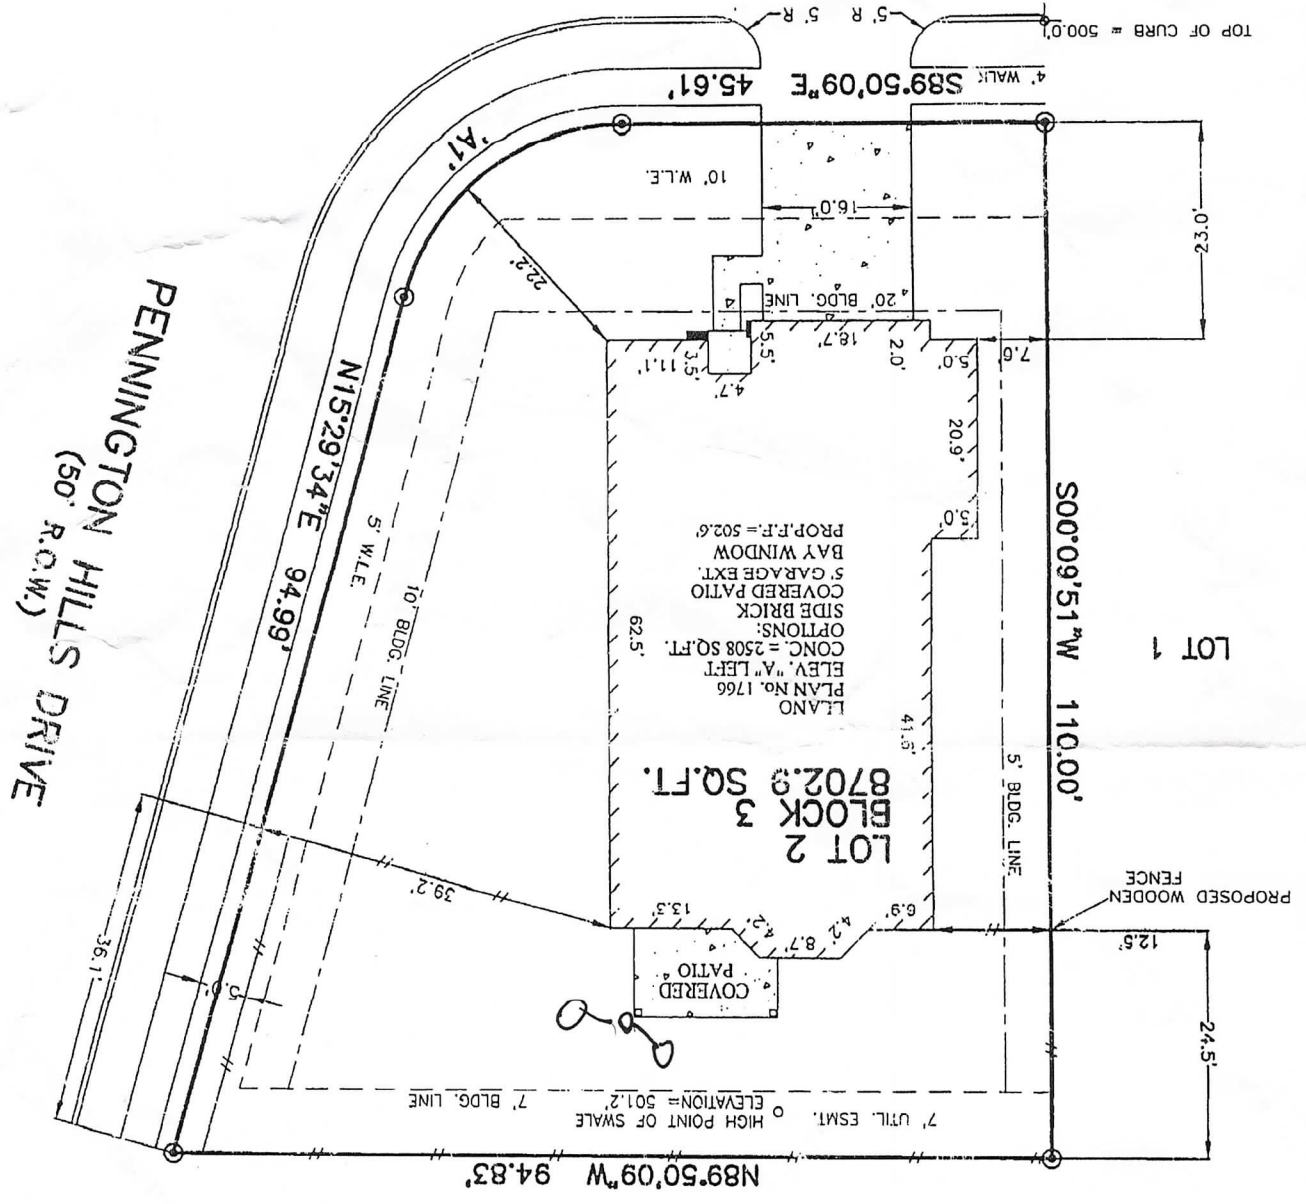 N89°50'09"W 94.83'
7' UTIL. ESMT.
HIGH POINT OF SWALE
ELEVATION= 501.2'
7' BLDG. LINE
24.5'
12.5'
PROPOSED WOODEN
FENCE
COVERED
PATIO
5.0'
36.1'
39.2'
6.9'
4.2'
8.7'
4.2'
13.3'
LOT 2
BLOCK 3
8702.9 SQ.FT.
5' BLDG. LINE
41.6'
62.5'
LLANO
PLAN No. 1766
ELEV. "A" LEFT
CONC. = 2508 SQ.FT.
OPTIONS:
SIDE BRICK
COVERED PATIO
5' GARAGE EXT.
BAY WINDOW
PROP.F.F.= 502.6'
LOT 1
S00°09'51"W 110.00'
10' BLDG. LINE
5' W.L.E.
N15°29'34"E 94.99'
PENNINGTON HILLS DRIVE
(50' R.O.W.)
5.0'
20.9'
5.0'
7.6'
2.0'
18.7'
5.5'
4.7'
3.5'
11.1'
20' BLDG. LINE
22.2'
23.0'
16.0'
10' W.L.E.
'A1'
S89°50'09"E 45.61'
4' WALK
TOP OF CURB = 500.0'
5' R
5' R